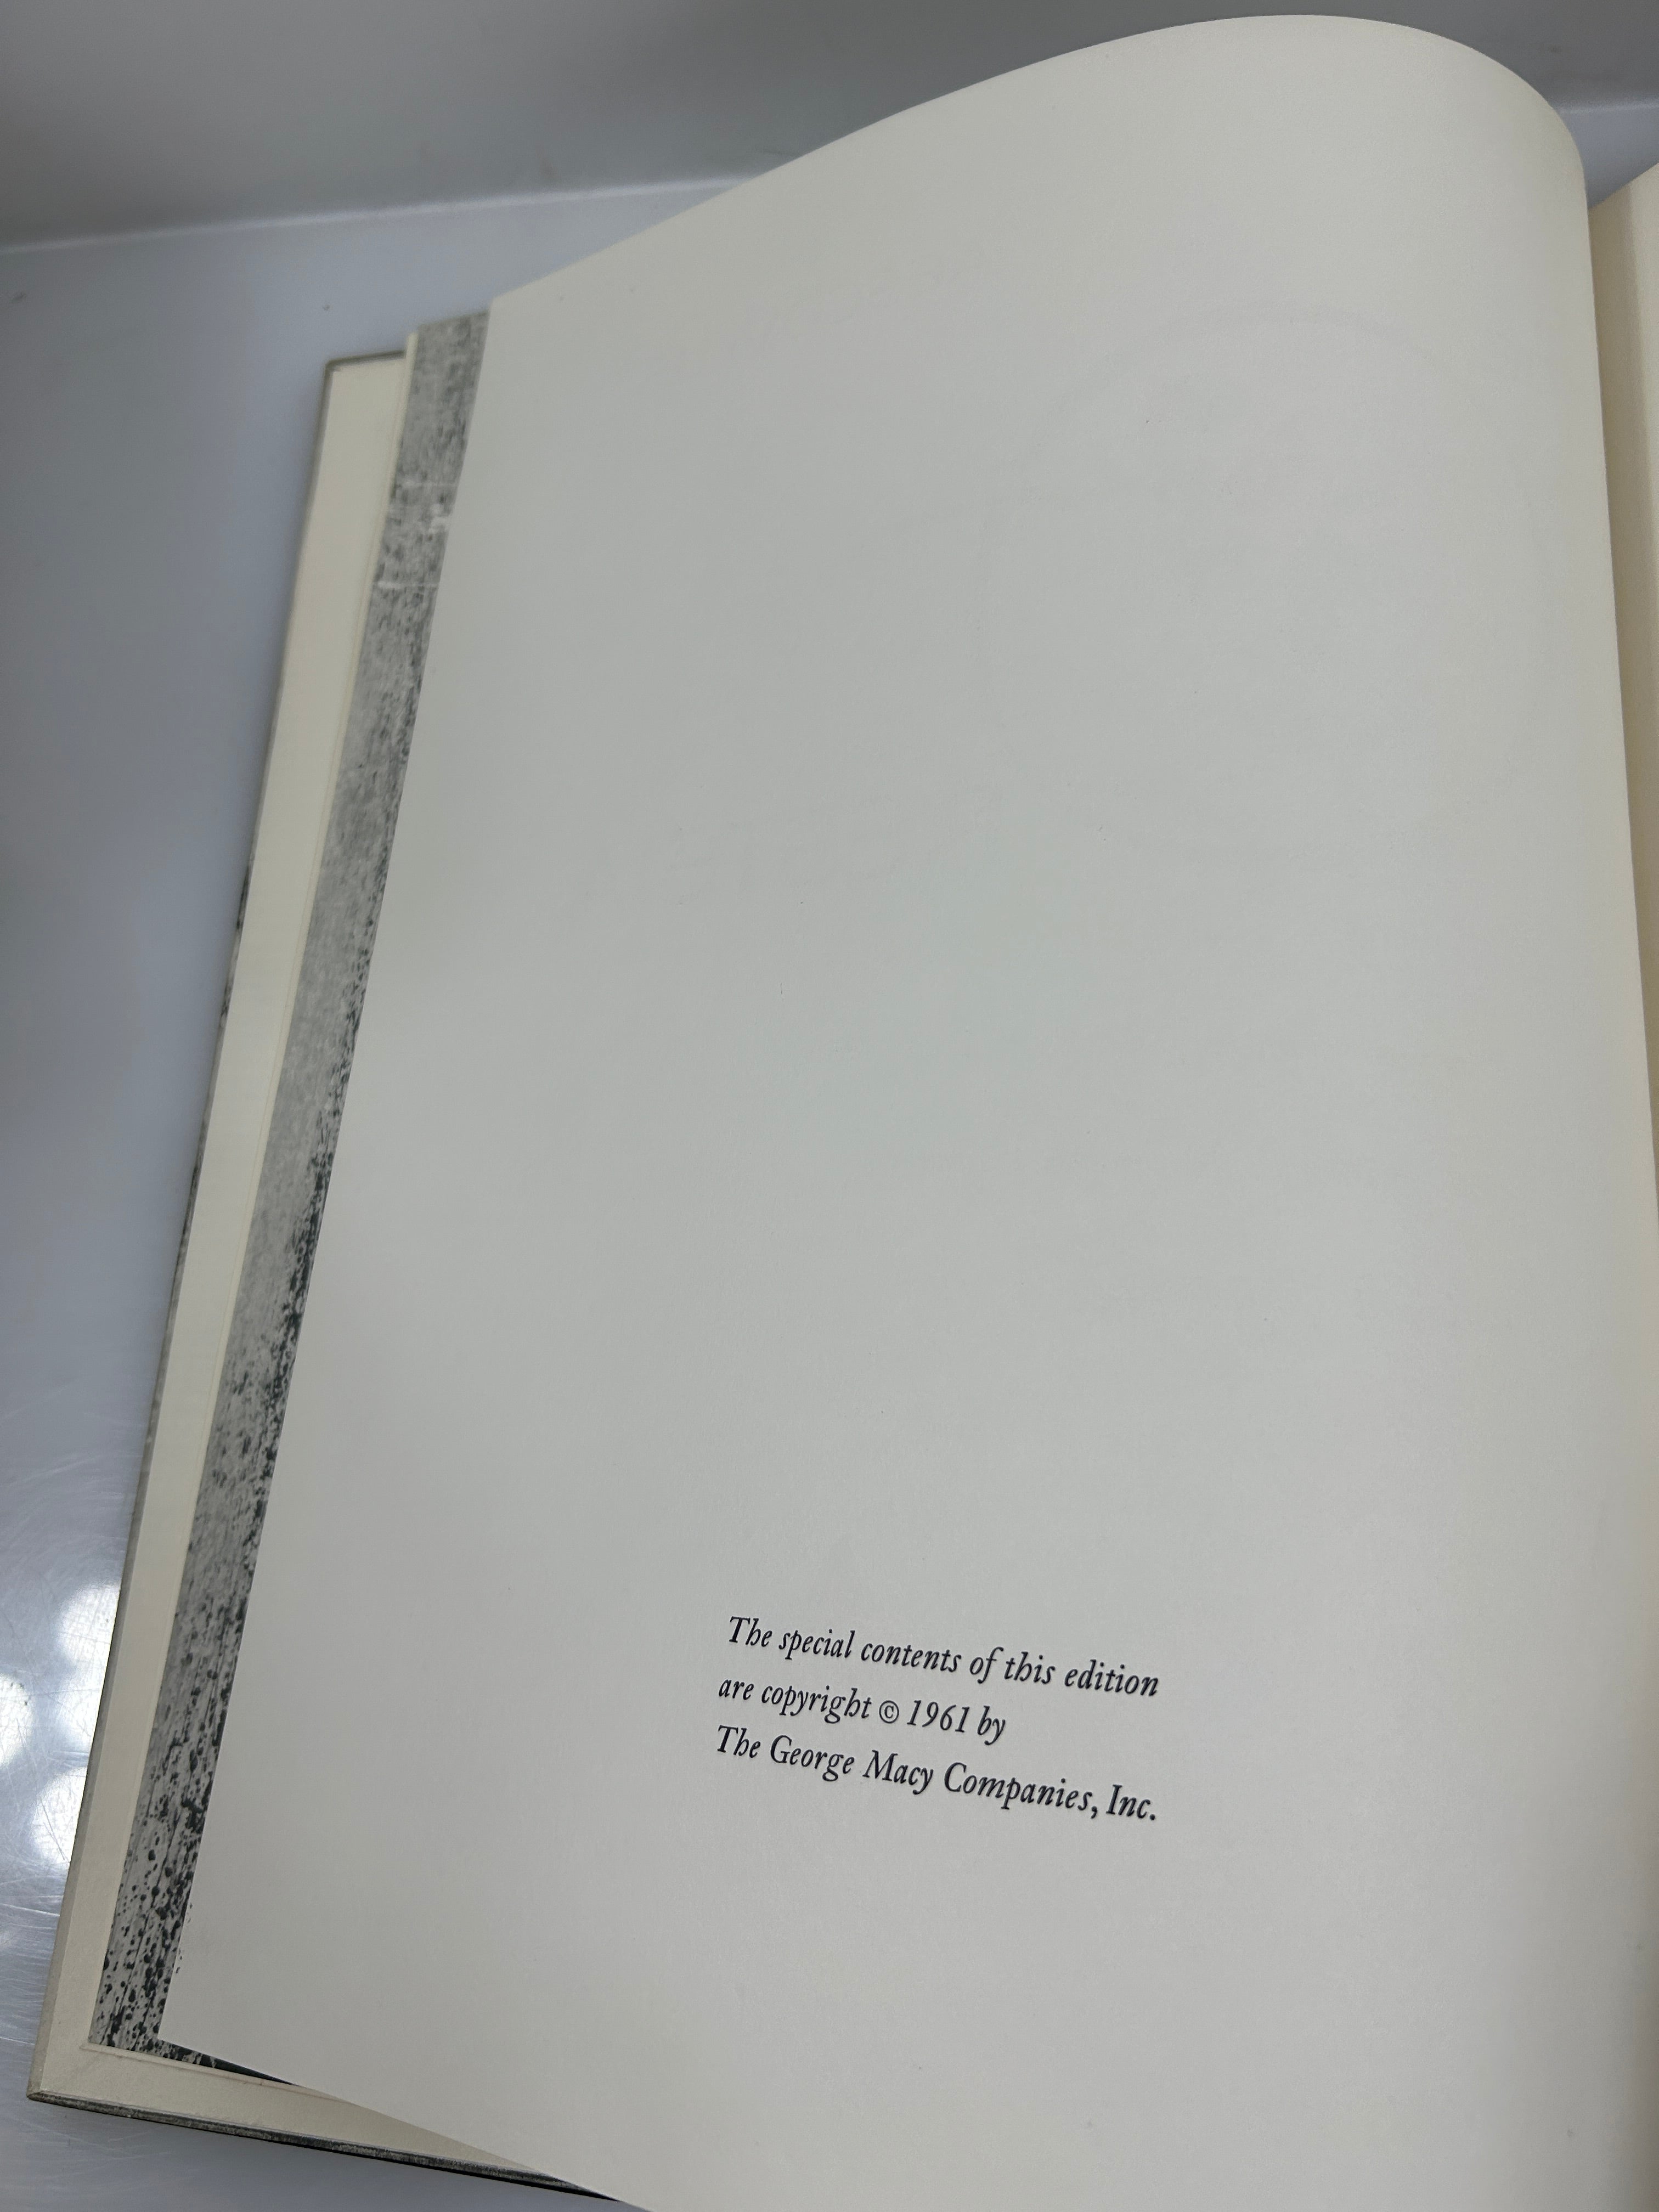 The special contents of this edition
are copyright © 1961 by
The George Macy Companies, Inc.